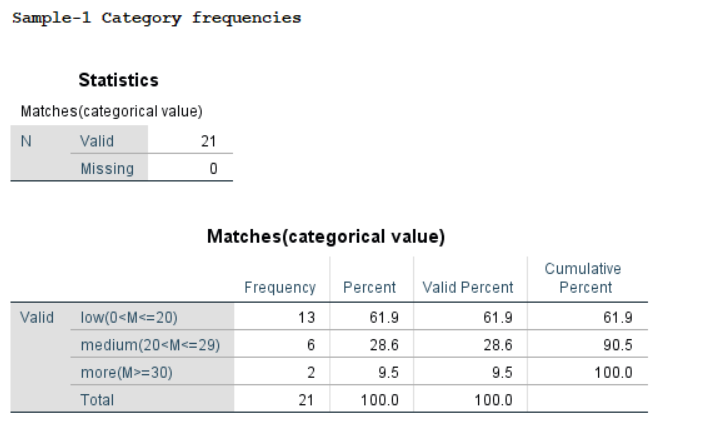 Sample-1 Category frequencies
Statistics
Matches(categorical value)
N Valid 21
Missing 0
Matches(categorical value)
Frequency Percent Valid Percent Cumulative Percent
Valid low(0<M<=20) 13 61.9 61.9 61.9
medium(20<M<=29) 6 28.6 28.6 90.5
more(M>=30) 2 9.5 9.5 100.0
Total 21 100.0 100.0